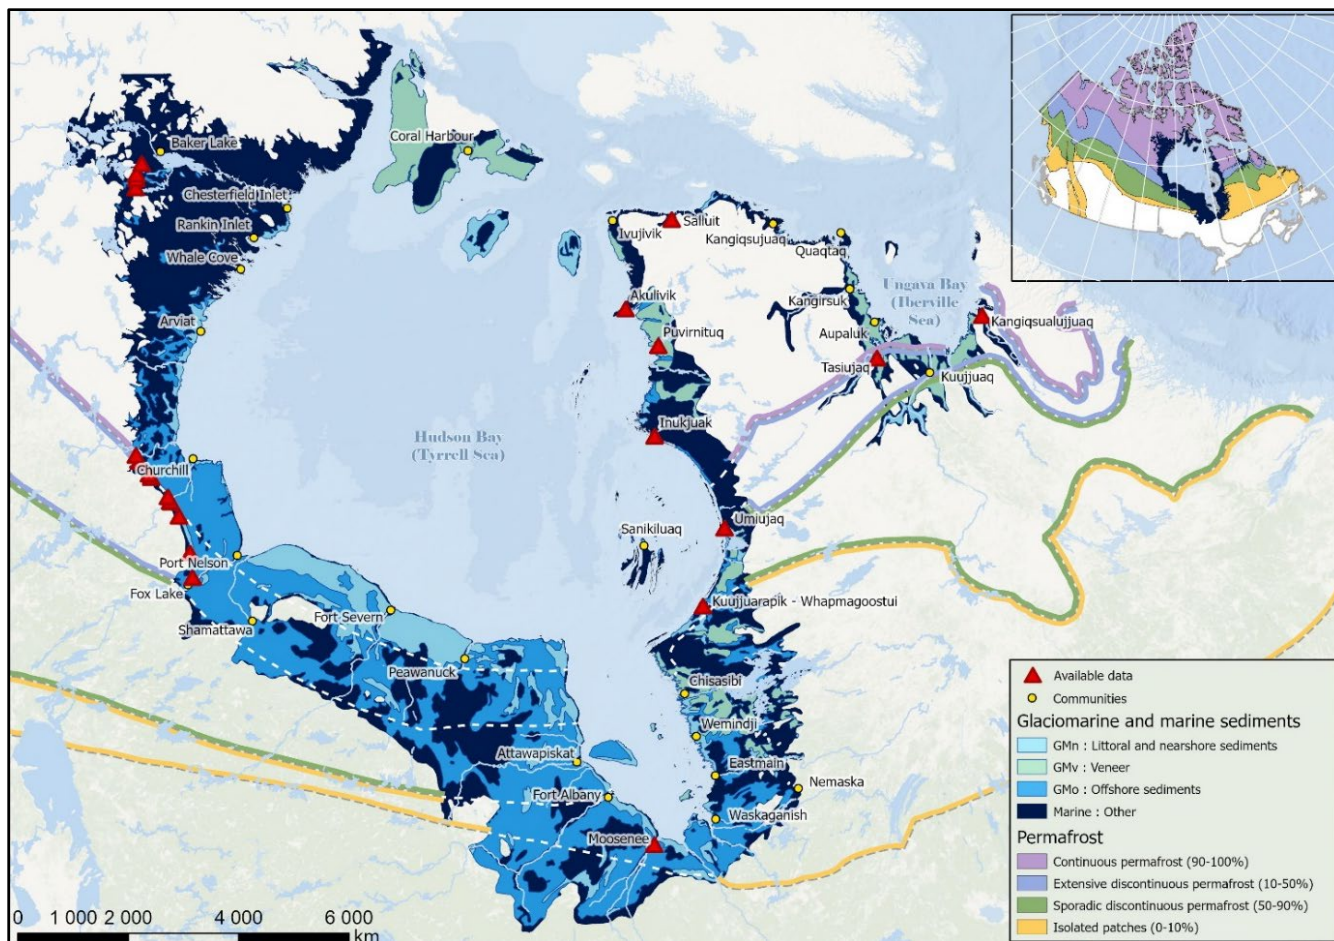 Baker Lake
Coral Harbour
Chesterfield Inlet
Rankin Inlet
Whale Cove
Arviat
Ivujivik
Salluit
Kangiqsujuaq
Quaqtaq
Kangirsuk
Ungava Bay
(Iberville
Sea)
Akulivik
Puvirnituq
Aupaluk
Kangiqsualujjuaq
Tasiujaq
Kuujjuaq
Inukjuak
Hudson Bay
(Tyrrell Sea)
Churchill
Sanikiluaq
Umiujaq
Port Nelson
Fox Lake
Fort Severn
Kuujjuarapik - Whapmagoostui
Shamattawa
Peawanuck
Chisasibi
Wemindji
Attawapiskat
Eastmain
Nemaska
Fort Albany
Waskaganish
Moosenee
Available data
Communities
Glaciomarine and marine sediments
GMn : Littoral and nearshore sediments
GMv : Veneer
GMo : Offshore sediments
Marine : Other
Permafrost
Continuous permafrost (90-100%)
Extensive discontinuous permafrost (10-50%)
Sporadic discontinuous permafrost (50-90%)
Isolated patches (0-10%)
0 1 000 2 000 4 000 6 000
km